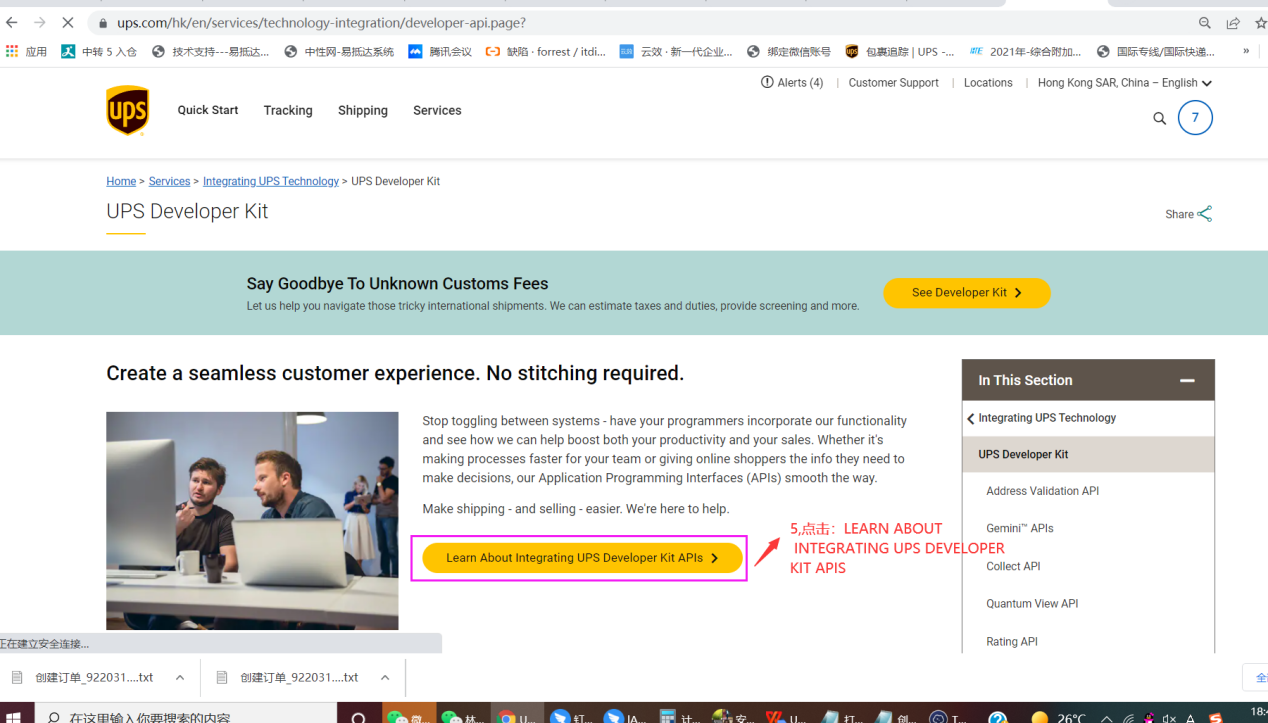 ups.com/hk/en/services/technology-integration/developer-api.page?
应用 中转 5 入仓 技术支持---易抵达... 中性网-易抵达系统 腾讯会议 缺陷 · forrest / itdi... 云效 · 新一代企业... 绑定微信账号 包裹追踪 | UPS -... 2021年-综合附加... 国际专线/国际快递... »
Alerts (4) | Customer Support | Locations | Hong Kong SAR, China – English
ups Quick Start Tracking Shipping Services
7
Home > Services > Integrating UPS Technology > UPS Developer Kit
UPS Developer Kit
Share
Say Goodbye To Unknown Customs Fees
Let us help you navigate those tricky international shipments. We can estimate taxes and duties, provide screening and more.
See Developer Kit
Create a seamless customer experience. No stitching required.
Stop toggling between systems - have your programmers incorporate our functionality
and see how we can help boost both your productivity and your sales. Whether it's
making processes faster for your team or giving online shoppers the info they need to
make decisions, our Application Programming Interfaces (APIs) smooth the way.
Make shipping - and selling - easier. We're here to help.
Learn About Integrating UPS Developer Kit APIs
5,点击：LEARN ABOUT
INTEGRATING UPS DEVELOPER
KIT APIS
In This Section
Integrating UPS Technology
UPS Developer Kit
Address Validation API
Gemini™ APIs
Collect API
Quantum View API
Rating API
正在建立安全连接...
创建订单_922031....txt
创建订单_922031....txt
在这里输入你要搜索的内容
微... 林... U... 钉... IA... 计... 安... U... 打... 创... T...
26°C